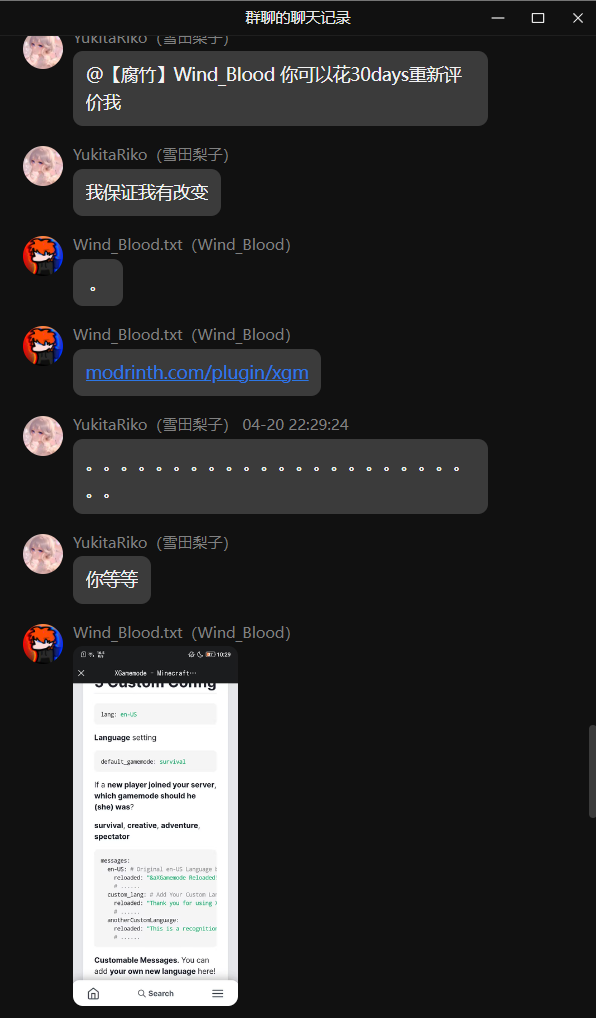 群聊的聊天记录
YukitaRiko（雪田梨子）
@【腐竹】Wind_Blood 你可以花30days重新评
价我
YukitaRiko（雪田梨子）
我保证我有改变
Wind_Blood.txt（Wind_Blood）
。
Wind_Blood.txt（Wind_Blood）
modrinth.com/plugin/xgm
YukitaRiko（雪田梨子） 04-20 22:29:24
。。。。。。。。。。。。。。。。。。。。。。
。。
YukitaRiko（雪田梨子）
你等等
Wind_Blood.txt（Wind_Blood）
10:29
XGamemode - Minecraft…
3 Custom Config
lang: en-US
Language setting
default_gamemode: survival
If a new player joined your server,
which gamemode should he
(she) was?
survival, creative, adventure,
spectator
messages:
en-US: # Original en-US Language
reloaded: "&aXGamemode Reloaded
# ......
custom_lang: # Add Your Custom Lan
reloaded: "Thank you for using
# ......
anotherCustomLanguage:
reloaded: "This is a recognition
# ......
Customable Messages. You can
add your own new language here!
Search